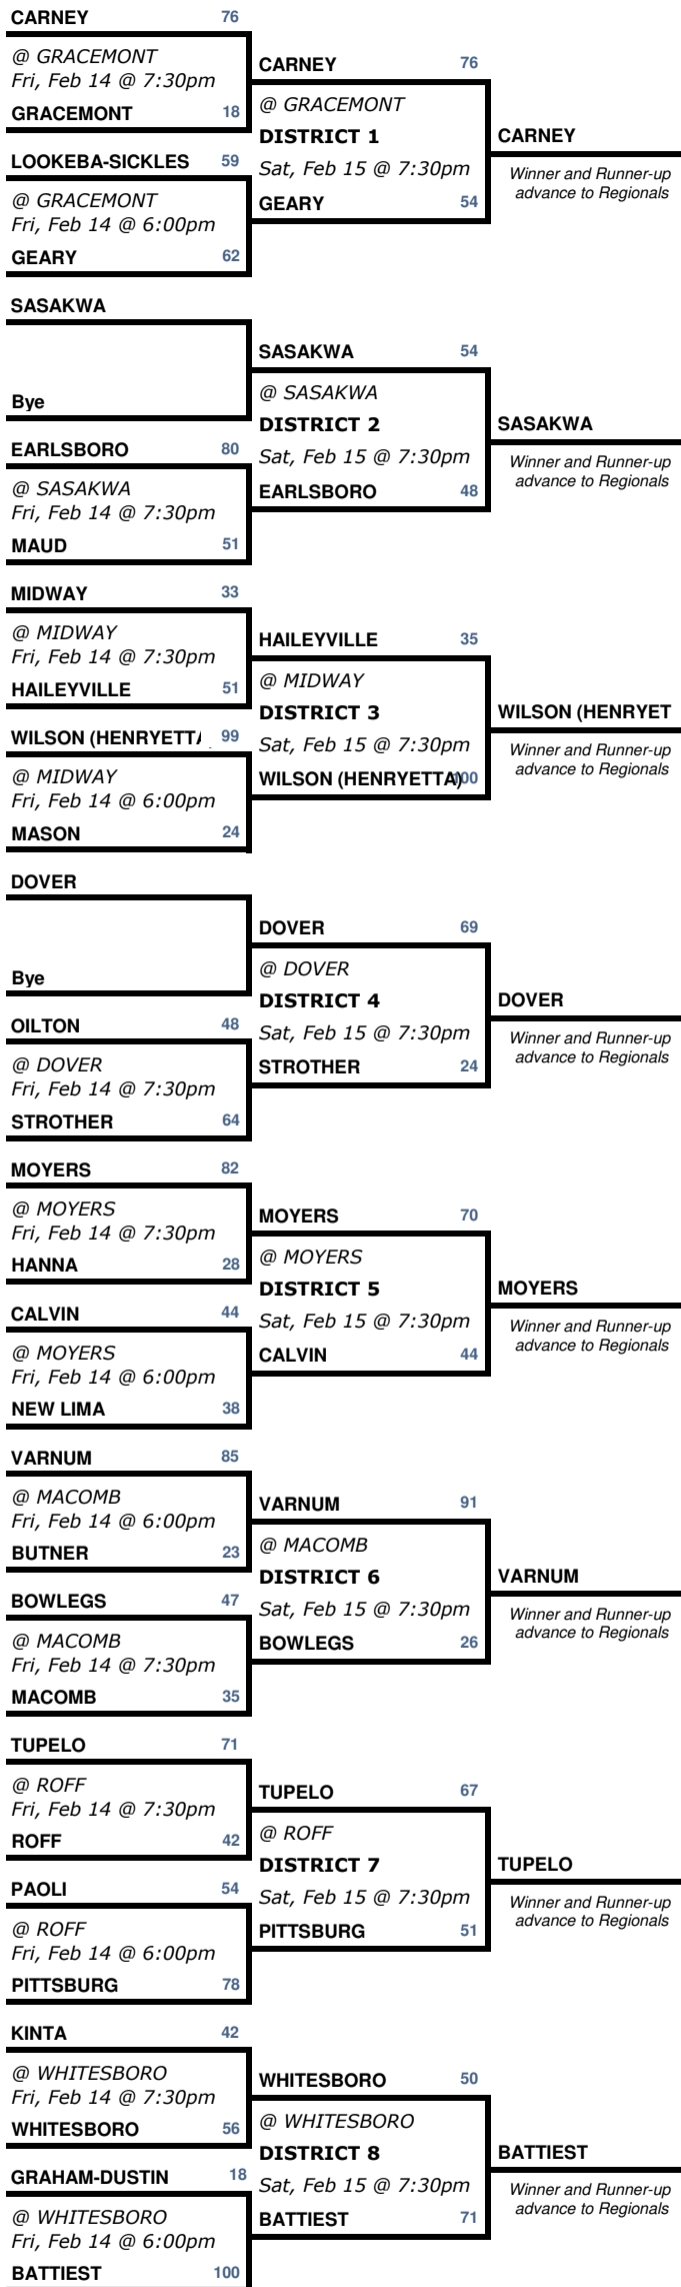 CARNEY 76
@ GRACEMONT
Fri, Feb 14 @ 7:30pm
GRACEMONT 18
CARNEY 76
@ GRACEMONT
DISTRICT 1
Sat, Feb 15 @ 7:30pm
GEARY 54
CARNEY
Winner and Runner-up
advance to Regionals
LOOKEBA-SICKLES 59
@ GRACEMONT
Fri, Feb 14 @ 6:00pm
GEARY 62
SASAKWA
Bye
SASAKWA 54
@ SASAKWA
DISTRICT 2
Sat, Feb 15 @ 7:30pm
EARLSBORO 48
SASAKWA
Winner and Runner-up
advance to Regionals
EARLSBORO 80
@ SASAKWA
Fri, Feb 14 @ 7:30pm
MAUD 51
MIDWAY 33
@ MIDWAY
Fri, Feb 14 @ 7:30pm
HAILEYVILLE 51
HAILEYVILLE 35
@ MIDWAY
DISTRICT 3
Sat, Feb 15 @ 7:30pm
WILSON (HENRYETTA) 100
WILSON (HENRYET
Winner and Runner-up
advance to Regionals
WILSON (HENRYETTA 99
@ MIDWAY
Fri, Feb 14 @ 6:00pm
MASON 24
DOVER
Bye
DOVER 69
@ DOVER
DISTRICT 4
Sat, Feb 15 @ 7:30pm
STROTHER 24
DOVER
Winner and Runner-up
advance to Regionals
OILTON 48
@ DOVER
Fri, Feb 14 @ 7:30pm
STROTHER 64
MOYERS 82
@ MOYERS
Fri, Feb 14 @ 7:30pm
HANNA 28
MOYERS 70
@ MOYERS
DISTRICT 5
Sat, Feb 15 @ 7:30pm
CALVIN 44
MOYERS
Winner and Runner-up
advance to Regionals
CALVIN 44
@ MOYERS
Fri, Feb 14 @ 6:00pm
NEW LIMA 38
VARNUM 85
@ MACOMB
Fri, Feb 14 @ 6:00pm
BUTNER 23
VARNUM 91
@ MACOMB
DISTRICT 6
Sat, Feb 15 @ 7:30pm
BOWLEGS 26
VARNUM
Winner and Runner-up
advance to Regionals
BOWLEGS 47
@ MACOMB
Fri, Feb 14 @ 7:30pm
MACOMB 35
TUPELO 71
@ ROFF
Fri, Feb 14 @ 7:30pm
ROFF 42
TUPELO 67
@ ROFF
DISTRICT 7
Sat, Feb 15 @ 7:30pm
PITTSBURG 51
TUPELO
Winner and Runner-up
advance to Regionals
PAOLI 54
@ ROFF
Fri, Feb 14 @ 6:00pm
PITTSBURG 78
KINTA 42
@ WHITESBORO
Fri, Feb 14 @ 7:30pm
WHITESBORO 56
WHITESBORO 50
@ WHITESBORO
DISTRICT 8
Sat, Feb 15 @ 7:30pm
BATTIEST 71
BATTIEST
Winner and Runner-up
advance to Regionals
GRAHAM-DUSTIN 18
@ WHITESBORO
Fri, Feb 14 @ 6:00pm
BATTIEST 100